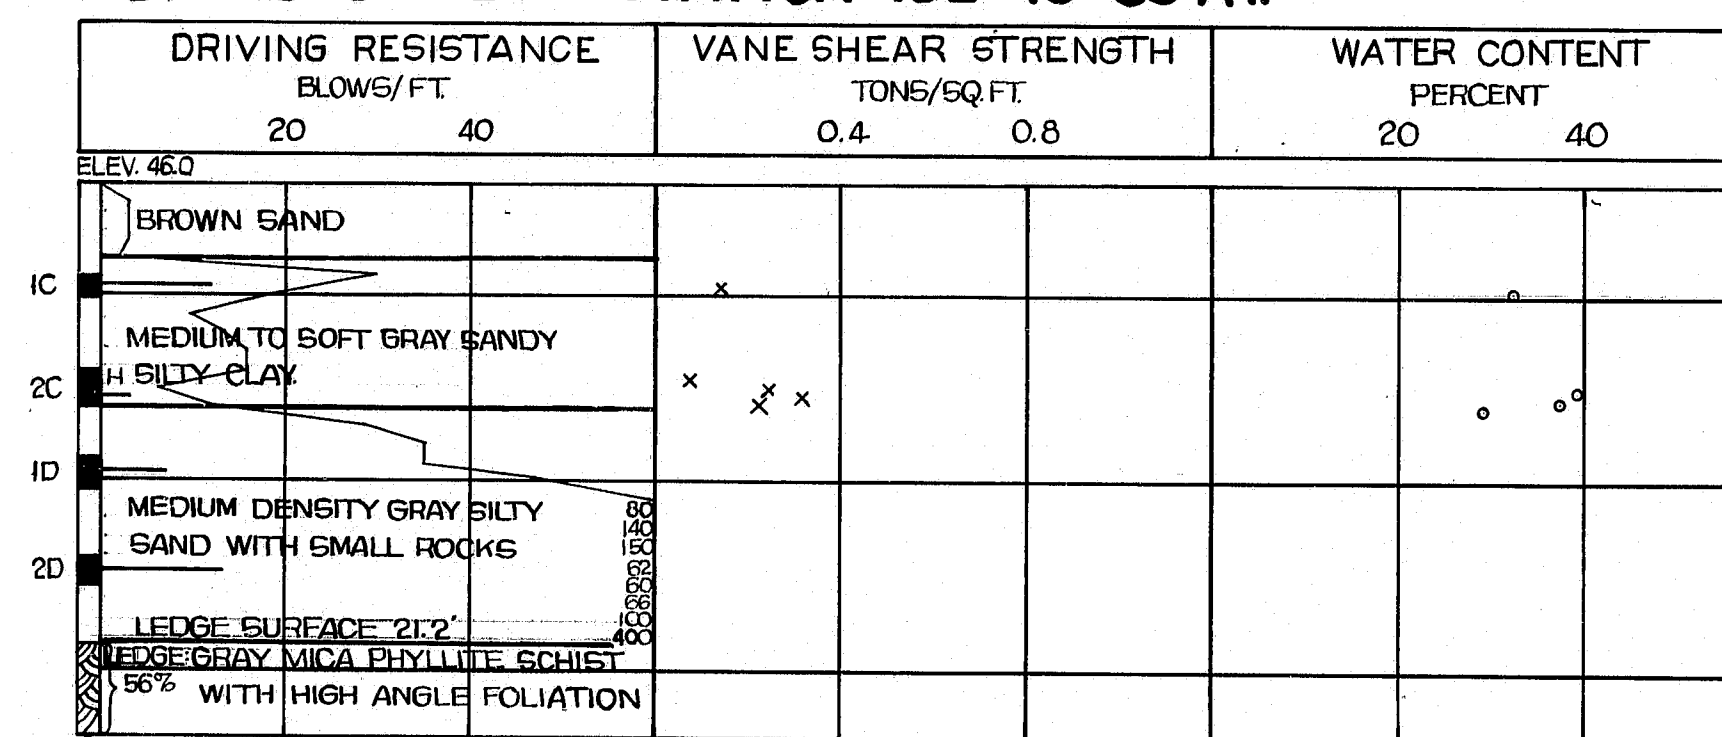 DRIVING RESISTANCE
BLOWS/FT.
20 40
VANE SHEAR STRENGTH
TONS/SQ.FT.
0.4 0.8
WATER CONTENT
PERCENT
20 40
ELEV. 46.0
BROWN SAND
1C
MEDIUM TO SOFT GRAY SANDY
H SILTY CLAY.
2C
1D
MEDIUM DENSITY GRAY SILTY
SAND WITH SMALL ROCKS
80
140
150
62
60
66
100
400
2D
LEDGE SURFACE 21.2'
LEDGE: GRAY MICA PHYLLITE SCHIST
56% WITH HIGH ANGLE FOLIATION